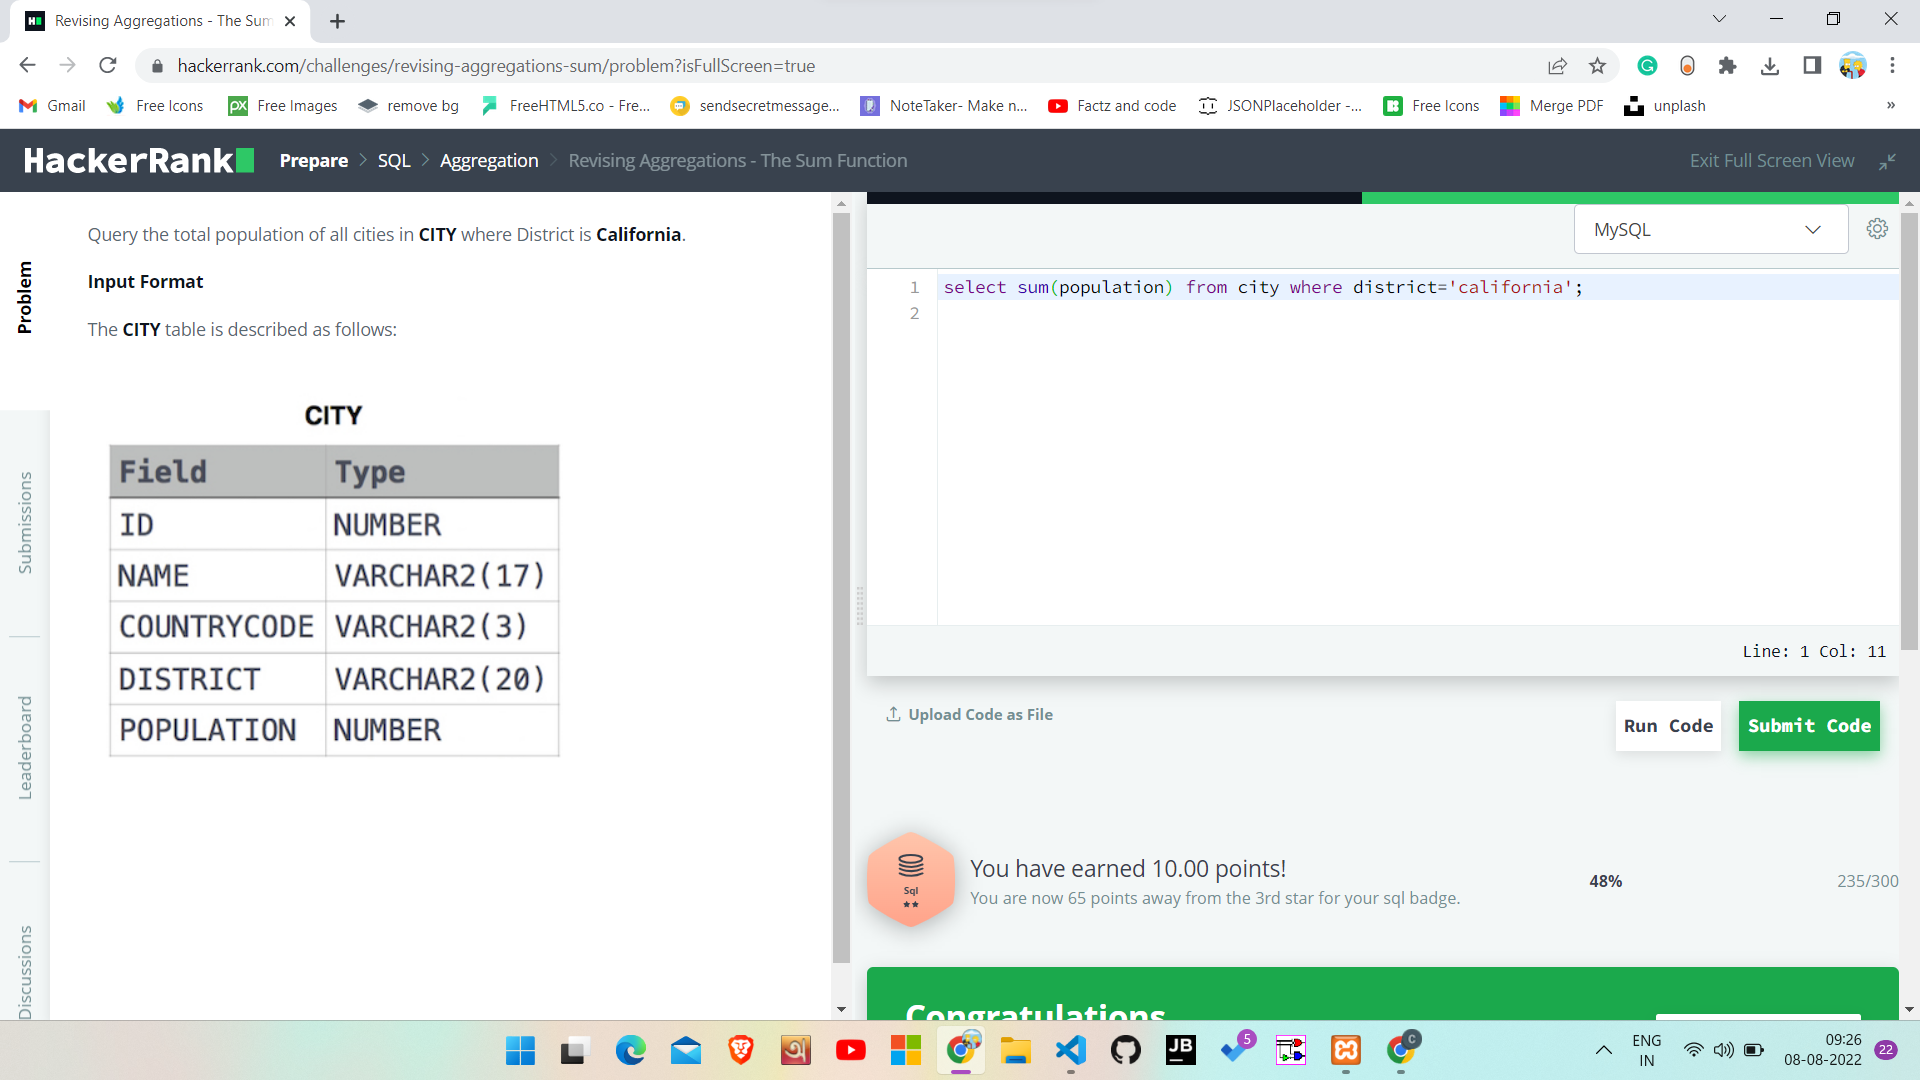 Revising Aggregations - The Sum
hackerrank.com/challenges/revising-aggregations-sum/problem?isFullScreen=true
Gmail
Free Icons
Free Images
remove bg
FreeHTML5.co - Fre...
sendsecretmessage...
NoteTaker- Make n...
Factz and code
JSONPlaceholder -...
Free Icons
Merge PDF
unplash
»
HackerRank
Prepare > SQL > Aggregation > Revising Aggregations - The Sum Function
Exit Full Screen View
Problem
Submissions
Leaderboard
Discussions
Query the total population of all cities in CITY where District is California.
Input Format
The CITY table is described as follows:
CITY
Field Type
ID NUMBER
NAME VARCHAR2(17)
COUNTRYCODE VARCHAR2(3)
DISTRICT VARCHAR2(20)
POPULATION NUMBER
MySQL
1 select sum(population) from city where district='california';
2
Line: 1 Col: 11
Upload Code as File
Run Code
Submit Code
Sql
You have earned 10.00 points!
You are now 65 points away from the 3rd star for your sql badge.
48%
235/300
Congratulations
JB
5
C
ENG
IN
09:26
08-08-2022
22